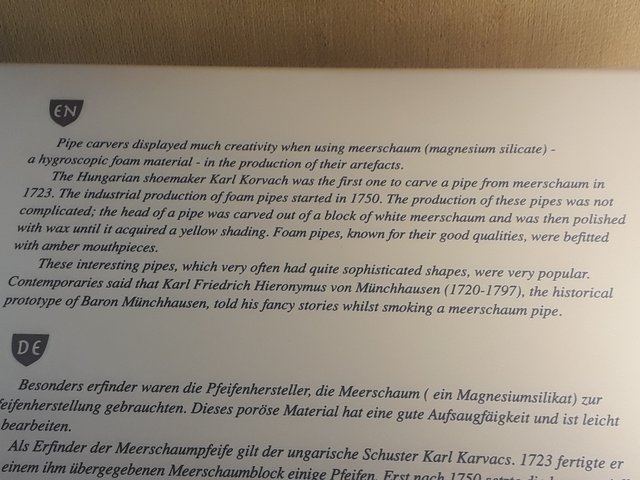 EN
Pipe carvers displayed much creativity when using meerschaum (magnesium silicate) -
a hygroscopic foam material - in the production of their artefacts.
The Hungarian shoemaker Karl Korvach was the first one to carve a pipe from meerschaum in
1723. The industrial production of foam pipes started in 1750. The production of these pipes was not
complicated; the head of a pipe was carved out of a block of white meerschaum and was then polished
with wax until it acquired a yellow shading. Foam pipes, known for their good qualities, were befitted
with amber mouthpieces.
These interesting pipes, which very often had quite sophisticated shapes, were very popular.
Contemporaries said that Karl Friedrich Hieronymus von Münchhausen (1720-1797), the historical
prototype of Baron Münchhausen, told his fancy stories whilst smoking a meerschaum pipe.
DE
Besonders erfinder waren die Pfeifenhersteller, die Meerschaum ( ein Magnesiumsilikat) zur
feifenherstellung gebrauchten. Dieses poröse Material hat eine gute Aufsaugfäigkeit und ist leicht
bearbeiten.
Als Erfinder der Meerschaumpfeife gilt der ungarische Schuster Karl Karvacs. 1723 fertigte er
einem ihm übergegebenen Meerschaumblock einige Pfeifen. Erst nach 1750